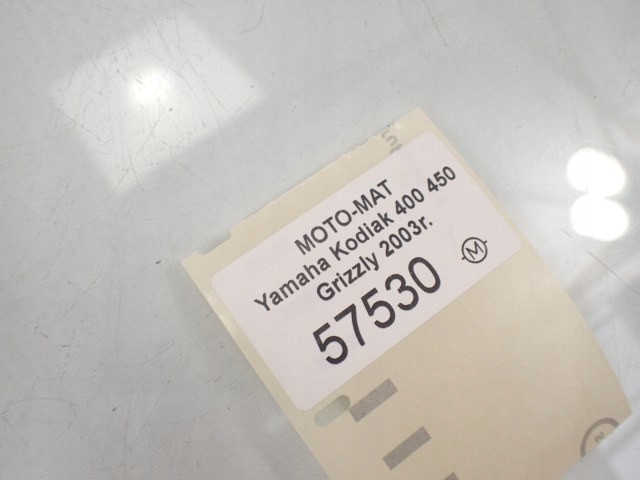 MOTO-MAT
Yamaha Kodiak 400 450
Grizzly 2003r.
57530
M